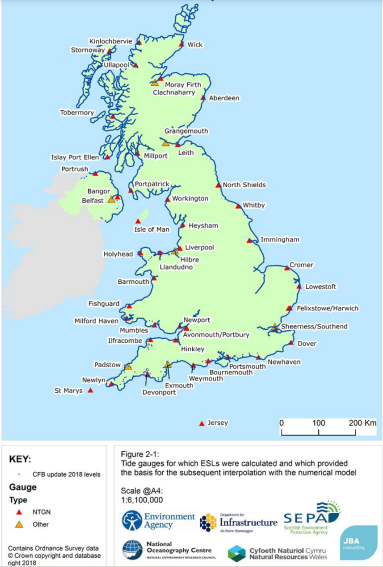 Kinlochbervie
Stornoway
Wick
Ullapool
Moray Firth
Clachnaharry
Aberdeen
Tobermory
Grangemouth
Leith
Islay Port Ellen
Millport
Portrush
Portpatrick
North Shields
Bangor
Belfast
Workington
Whitby
Isle of Man
Heysham
Immingham
Liverpool
Holyhead
Hilbre
Llandudno
Cromer
Barmouth
Lowestoft
Fishguard
Felixstowe/Harwich
Milford Haven
Newport
Sheerness/Southend
Mumbles
Avonmouth/Portbury
Ilfracombe
Hinkley
Dover
Padstow
Newhaven
Portsmouth
Bournemouth
Newlyn
Weymouth
Exmouth
St Marys
Devonport
Jersey
0 100 200 Km
KEY:
CFB update 2018 levels
Gauge
Type
NTGN
Other
Contains Ordnance Survey data
© Crown copyright and database
right 2018
Figure 2-1:
Tide gauges for which ESLs were calculated and which provided
the basis for the subsequent interpolation with the numerical model
Scale @A4:
1:6,100,000
Environment
Agency
Department for
Infrastructure
SEPA
Scottish Environment
Protection Agency
National
Oceanography Centre
NATURAL ENVIRONMENT RESEARCH COUNCIL
Cyfoeth Naturiol Cymru
Natural Resources Wales
JBA
consulting